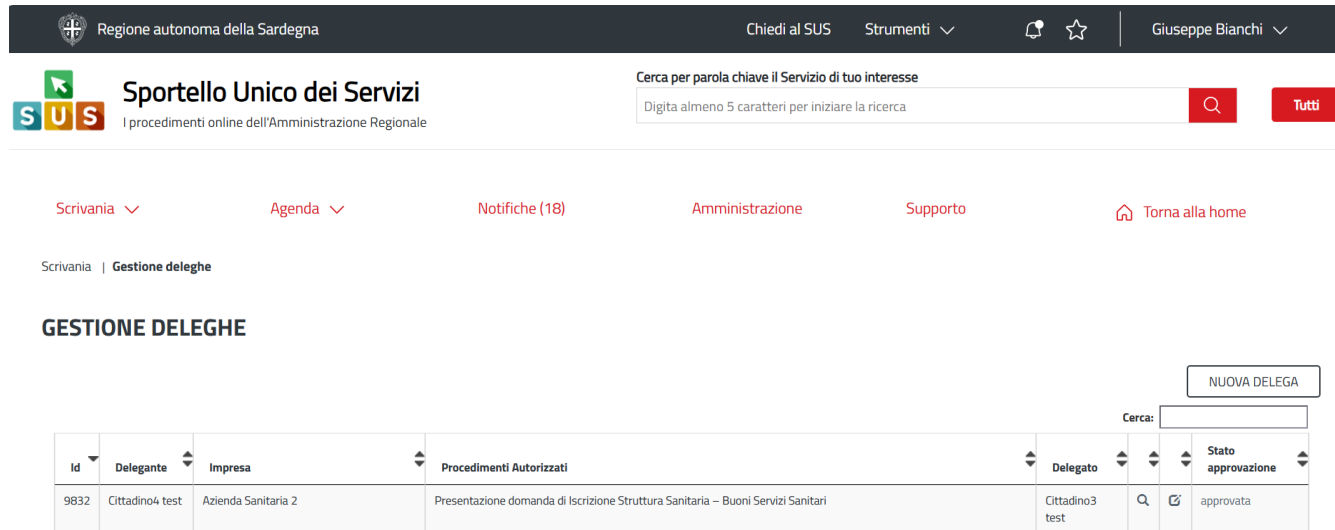 Regione autonoma della Sardegna
Chiedi al SUS
Strumenti
Giuseppe Bianchi
SUS
Sportello Unico dei Servizi
I procedimenti online dell'Amministrazione Regionale
Cerca per parola chiave il Servizio di tuo interesse
Digita almeno 5 caratteri per iniziare la ricerca
Tutti
Scrivania
Agenda
Notifiche (18)
Amministrazione
Supporto
Torna alla home
Scrivania | Gestione deleghe
GESTIONE DELEGHE
NUOVA DELEGA
Cerca:
Id
Delegante
Impresa
Procedimenti Autorizzati
Delegato
Stato
approvazione
9832
Cittadino4 test
Azienda Sanitaria 2
Presentazione domanda di Iscrizione Struttura Sanitaria – Buoni Servizi Sanitari
Cittadino3
test
approvata